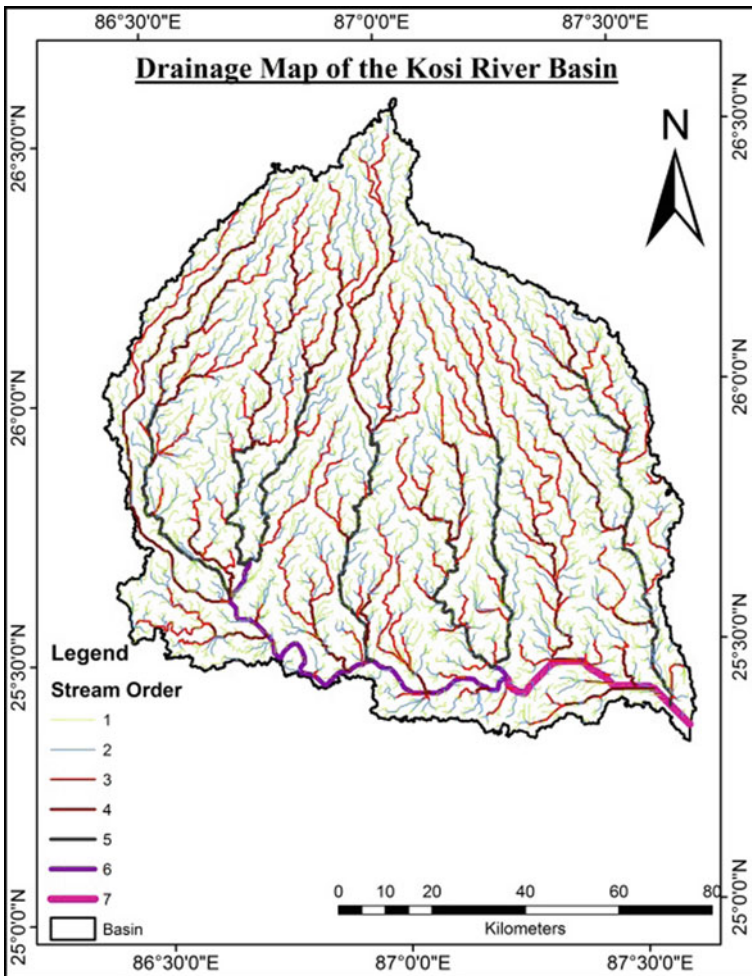 86°30'0"E 87°0'0"E 87°30'0"E
Drainage Map of the Kosi River Basin
N
26°30'0"N 26°30'0"N
26°0'0"N 26°0'0"N
25°30'0"N 25°30'0"N
25°0'0"N 25°0'0"N
Legend
Stream Order
1
2
3
4
5
6
7
Basin
0 5 10 20 40 60 80
Kilometers
86°30'0"E 87°0'0"E 87°30'0"E